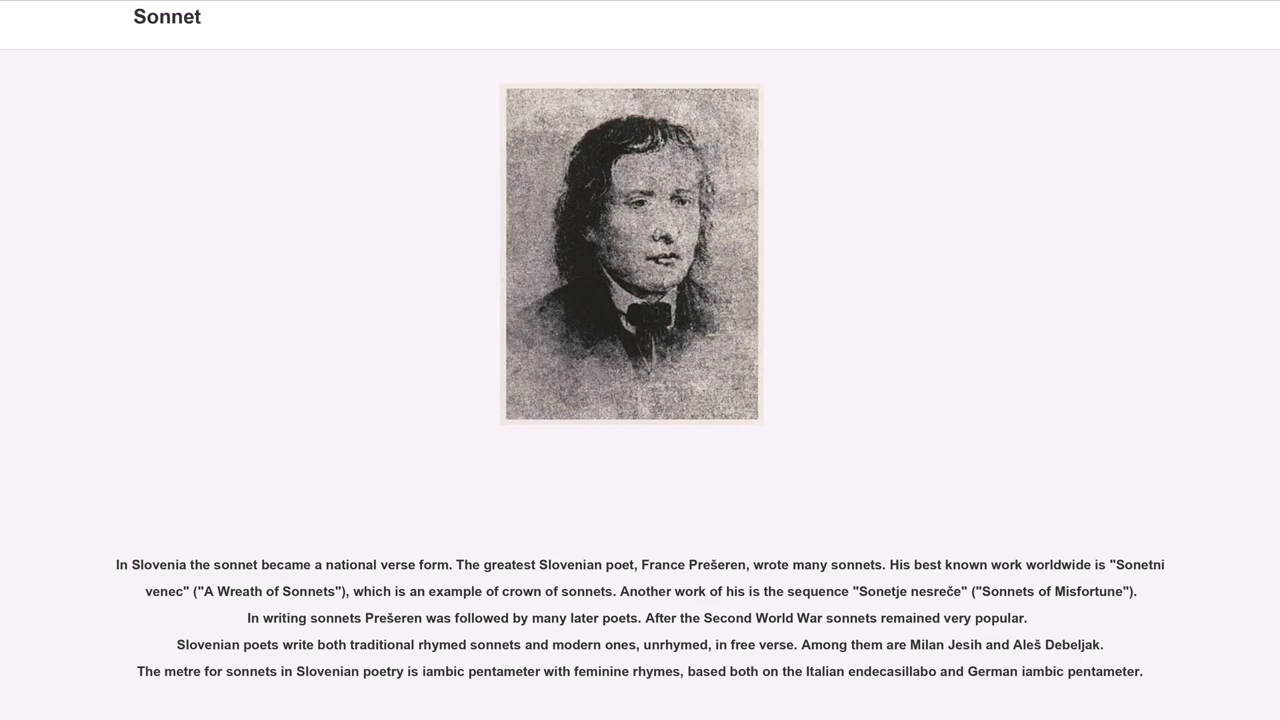 Sonnet
In Slovenia the sonnet became a national verse form. The greatest Slovenian poet, France Prešeren, wrote many sonnets. His best known work worldwide is "Sonetni
venec" ("A Wreath of Sonnets"), which is an example of crown of sonnets. Another work of his is the sequence "Sonetje nesreče" ("Sonnets of Misfortune").
In writing sonnets Prešeren was followed by many later poets. After the Second World War sonnets remained very popular.
Slovenian poets write both traditional rhymed sonnets and modern ones, unrhymed, in free verse. Among them are Milan Jesih and Aleš Debeljak.
The metre for sonnets in Slovenian poetry is iambic pentameter with feminine rhymes, based both on the Italian endecasillabo and German iambic pentameter.